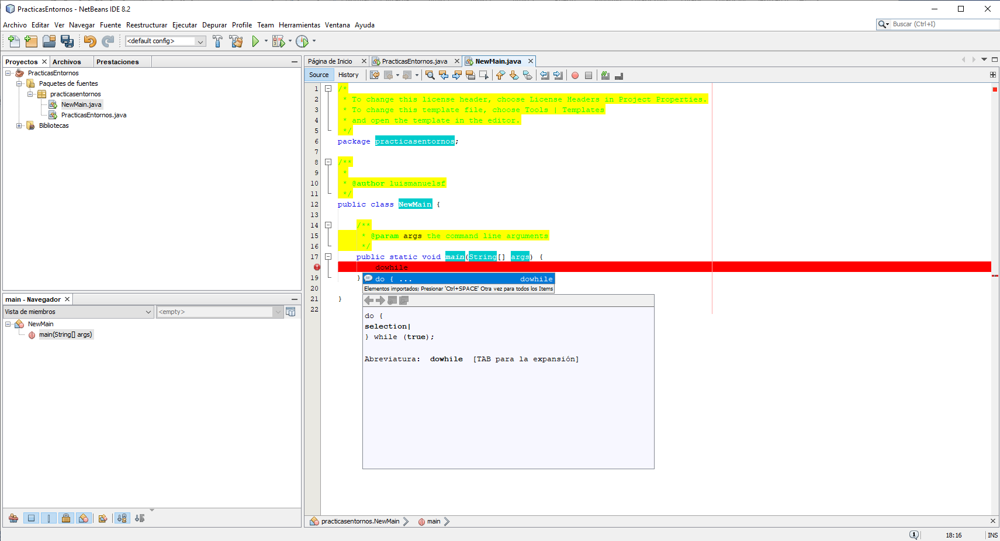 PracticasEntornos - NetBeans IDE 8.2
Archivo Editar Ver Navegar Fuente Reestructurar Ejecutar Depurar Profile Team Herramientas Ventana Ayuda
Buscar (Ctrl+I)
<default config>
Proyectos Archivos Prestaciones
PracticasEntornos
Paquetes de fuentes
practicasentornos
NewMain.java
PracticasEntornos.java
Bibliotecas
main - Navegador
Vista de miembros <empty>
NewMain
main(String[] args)
Página de Inicio PracticasEntornos.java NewMain.java
Source History
1 /*
2 * To change this license header, choose License Headers in Project Properties.
3 * To change this template file, choose Tools | Templates
4 * and open the template in the editor.
5 */
6 package practicasentornos;
7
8 /**
9 *
10 * @author luismanuelsf
11 */
12 public class NewMain {
13
14 /**
15 * @param args the command line arguments
16 */
17 public static void main(String[] args) {
dowhile
19 }
20
21 }
22
do { ... dowhile
Elementos importados; Presionar 'Ctrl+SPACE' Otra vez para todos los Items
do {
selection|
} while (true);
Abreviatura: dowhile [TAB para la expansión]
practicasentornos.NewMain main
1 18:16 INS